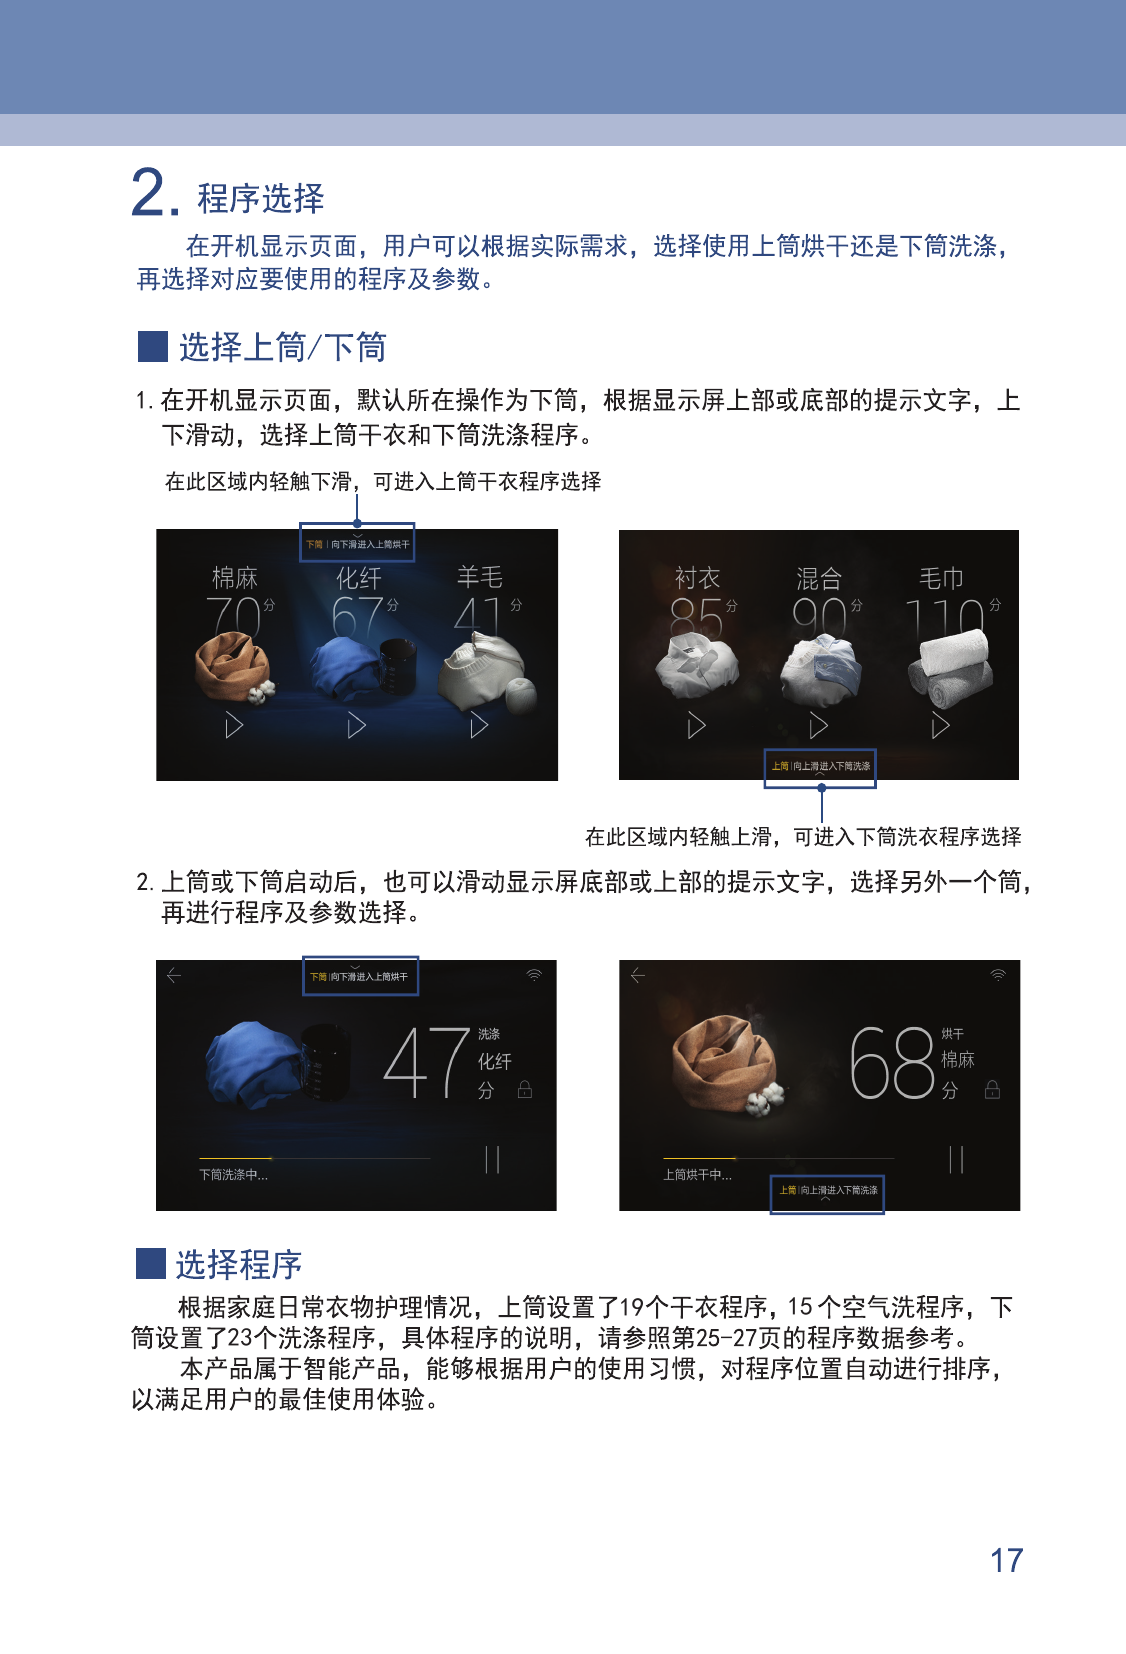 2. 程序选择
在开机显示页面，用户可以根据实际需求，选择使用上筒烘干还是下筒洗涤，
再选择对应要使用的程序及参数。
■ 选择上筒/下筒
1. 在开机显示页面，默认所在操作为下筒，根据显示屏上部或底部的提示文字，上
下滑动，选择上筒干衣和下筒洗涤程序。
在此区域内轻触下滑，可进入上筒干衣程序选择
下筒 | 向下滑进入上筒烘干
棉麻 化纤 羊毛
70分 67分 41分
衬衣 混合 毛巾
85分 90分 110分
上筒 | 向上滑进入下筒洗涤
在此区域内轻触上滑，可进入下筒洗衣程序选择
2. 上筒或下筒启动后，也可以滑动显示屏底部或上部的提示文字，选择另外一个筒，
再进行程序及参数选择。
下筒 | 向下滑进入上筒烘干
47 洗涤
化纤
分
下筒洗涤中...
68 烘干
棉麻
分
上筒烘干中...
上筒 | 向上滑进入下筒洗涤
■ 选择程序
根据家庭日常衣物护理情况，上筒设置了19个干衣程序，15个空气洗程序，下
筒设置了23个洗涤程序，具体程序的说明，请参照第25-27页的程序数据参考。
本产品属于智能产品，能够根据用户的使用习惯，对程序位置自动进行排序，
以满足用户的最佳使用体验。
17